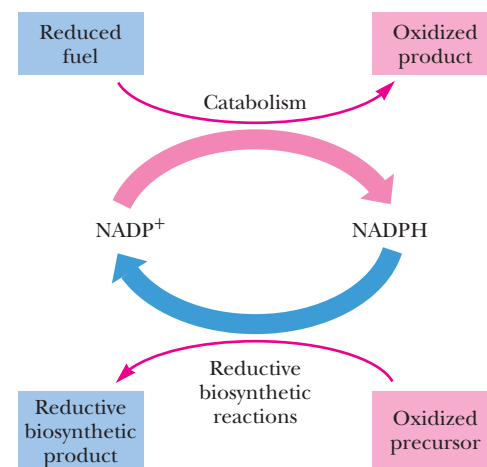 Reduced
fuel
Oxidized
product
Catabolism
NADP⁺
NADPH
Reductive
biosynthetic
reactions
Reductive
biosynthetic
product
Oxidized
precursor